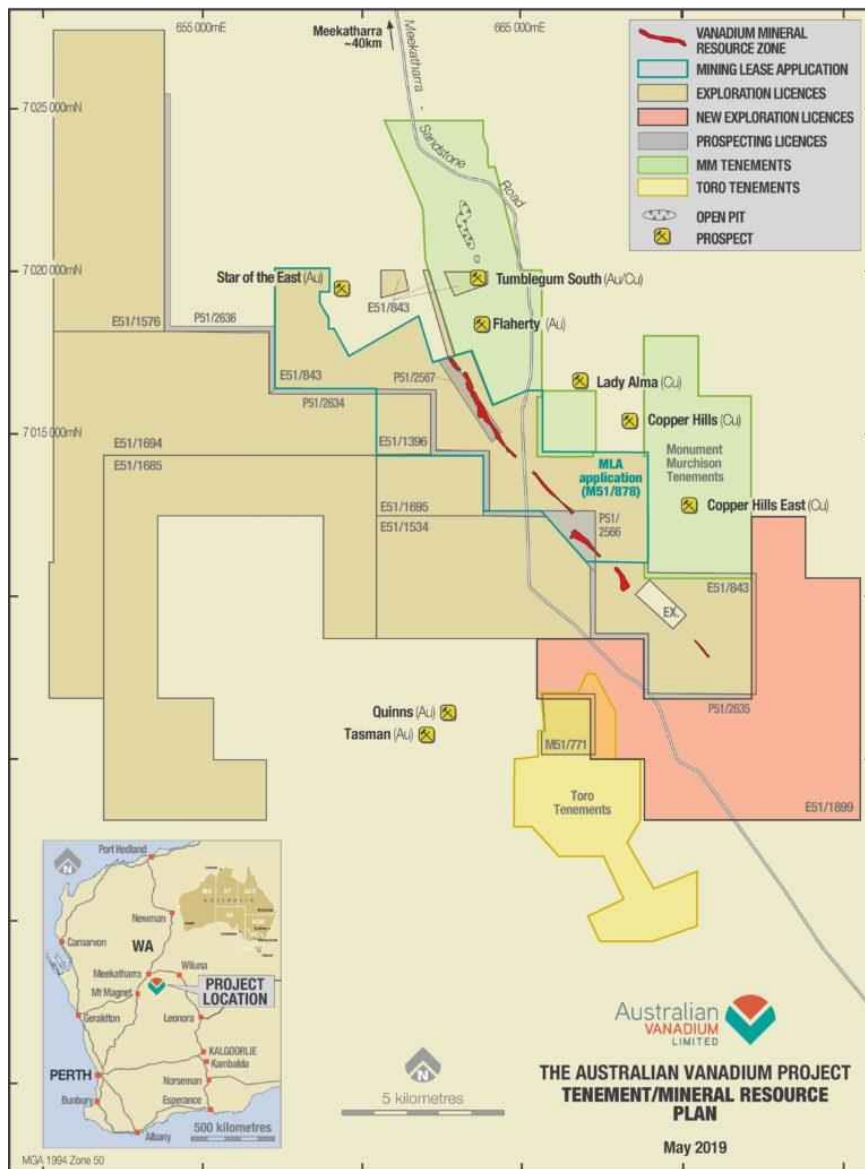 655 000mE
665 000mE
Meekatharra
~40km
Meekatharra - Sandstone Road
VANADIUM MINERAL
RESOURCE ZONE
MINING LEASE APPLICATION
EXPLORATION LICENCES
NEW EXPLORATION LICENCES
PROSPECTING LICENCES
MM TENEMENTS
TORO TENEMENTS
OPEN PIT
PROSPECT
7 025 000mN
7 020 000mN
Star of the East (Au)
E51/843
Tumblegum South (Au/Cu)
Flaherty (Au)
E51/1576
P51/2636
E51/843
P51/2567
P51/2634
Lady Alma (Cu)
Copper Hills (Cu)
7 015 000mN
E51/1694
E51/1685
E51/1396
MLA
application
(M51/878)
Monument
Murchison
Tenements
Copper Hills East (Cu)
E51/1695
E51/1534
P51/
2566
E51/843
EX.
P51/2635
Quinns (Au)
Tasman (Au)
M51/771
Toro
Tenements
E51/1899
Port Hedland
Newman
Carnarvon
WA
Meekatharra
Wiluna
Mt Magnet
PROJECT
LOCATION
Geraldton
Leonora
KALGOORLIE
Kambalda
PERTH
Norseman
Bunbury
Esperance
Albany
500 kilometres
AUSTRALIA
N
N
5 kilometres
Australian
VANADIUM
LIMITED
THE AUSTRALIAN VANADIUM PROJECT
TENEMENT/MINERAL RESOURCE
PLAN
May 2019
MGA 1994 Zone 50